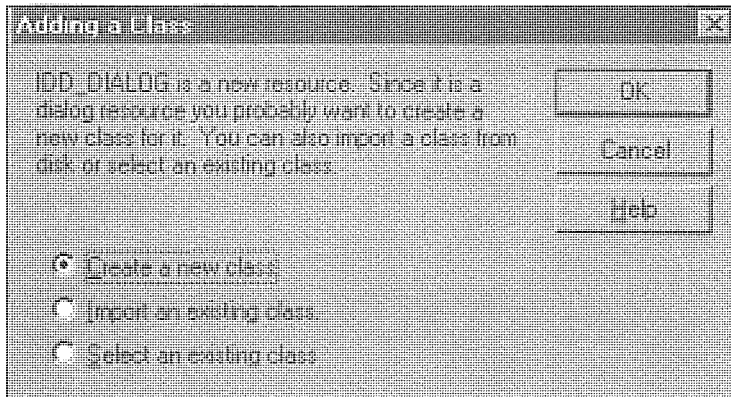 Adding a Class
IDD_DIALOG is a new resource. Since it is a
dialog resource you probably want to create a
new class for it. You can also import a class from
disk or select an existing class.
OK
Cancel
Help
Create a new class
Import an existing class
Select an existing class